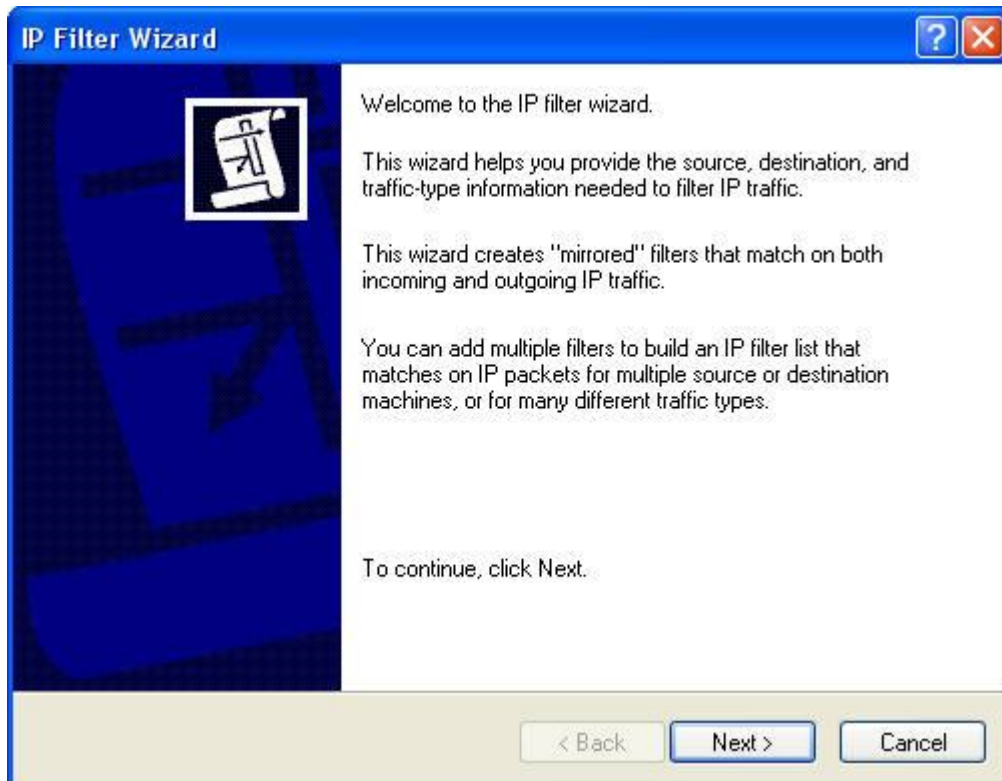 IP Filter Wizard
Welcome to the IP filter wizard.
This wizard helps you provide the source, destination, and
traffic-type information needed to filter IP traffic.
This wizard creates "mirrored" filters that match on both
incoming and outgoing IP traffic.
You can add multiple filters to build an IP filter list that
matches on IP packets for multiple source or destination
machines, or for many different traffic types.
To continue, click Next.
< Back Next > Cancel